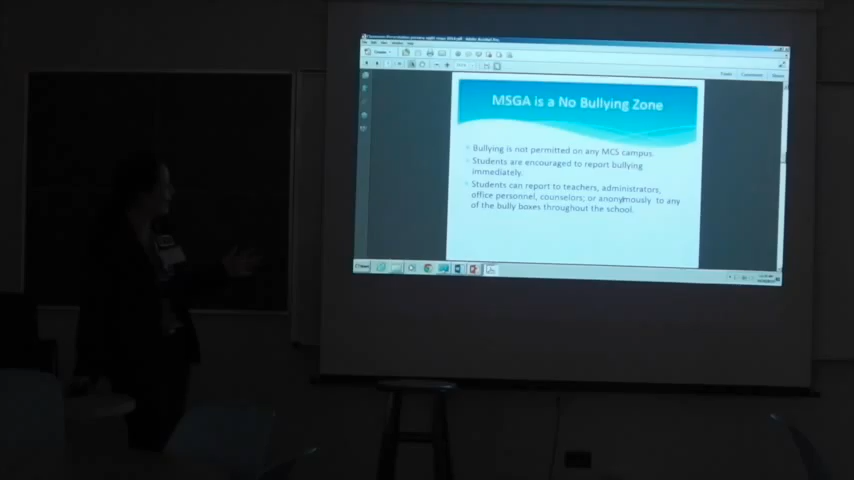 MSGA is a No Bullying Zone
Bullying is not permitted on any MCS campus.
Students are encouraged to report bullying
immediately.
Students can report to teachers, administrators,
office personnel, counselors; or anonymously to any
of the bully boxes throughout the school.